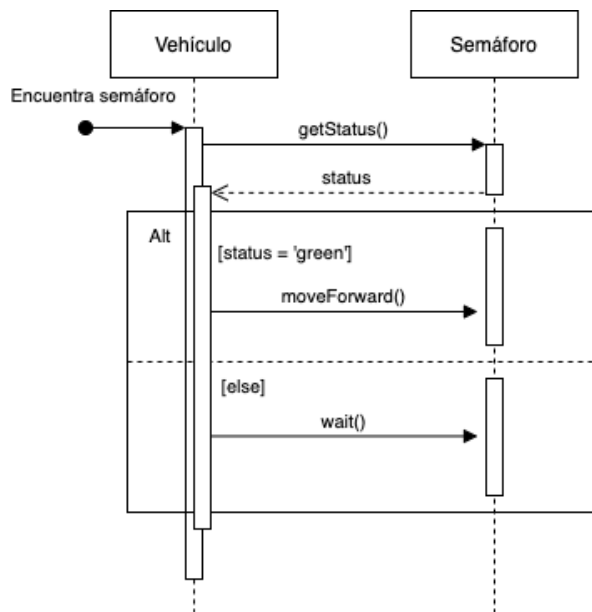 Vehículo
Semáforo
Encuentra semáforo
getStatus()
status
Alt
[status = 'green']
moveForward()
[else]
wait()